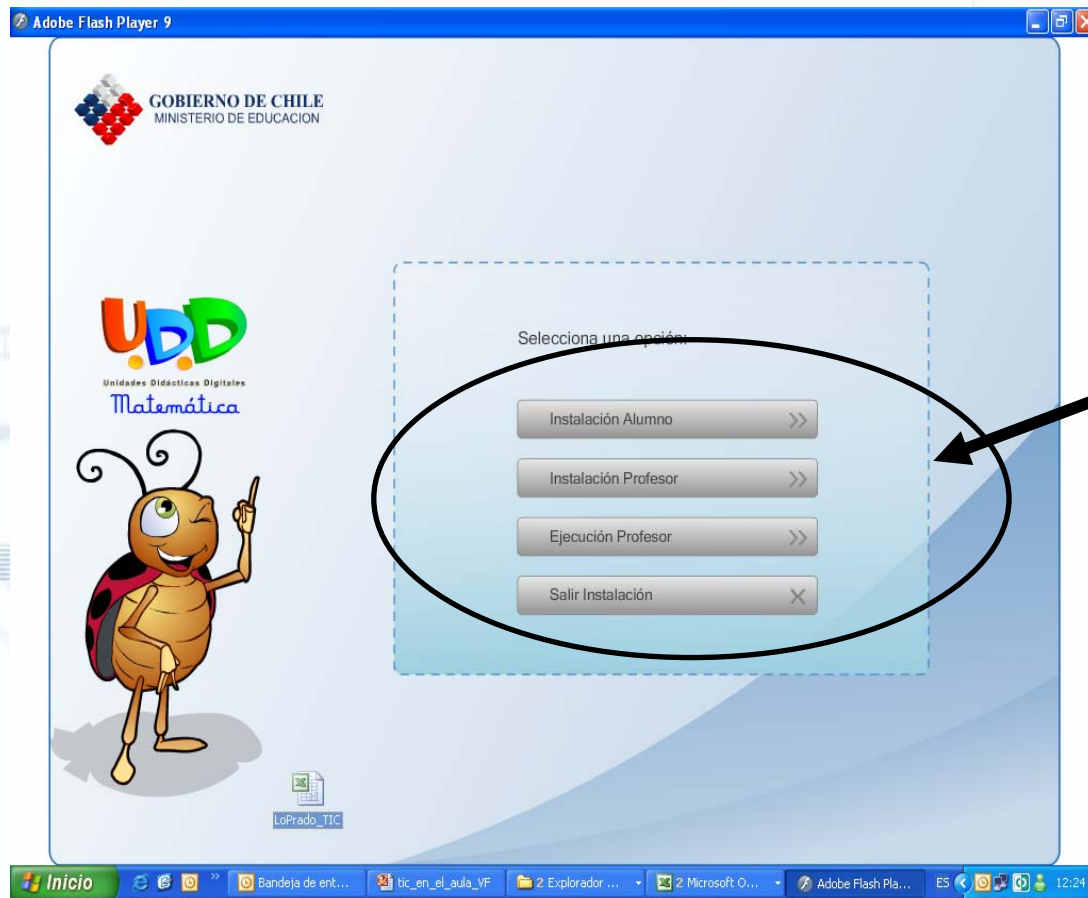 Adobe Flash Player 9
GOBIERNO DE CHILE
MINISTERIO DE EDUCACION
U.D.D
Unidades Didácticas Digitales
Matemática
Selecciona una opción:
Instalación Alumno
Instalación Profesor
Ejecución Profesor
Salir Instalación
LoPrado_TIC
Inicio
Bandeja de ent...
tic_en_el_aula_VF
2 Explorador ...
2 Microsoft O...
Adobe Flash Pla...
ES
12:24